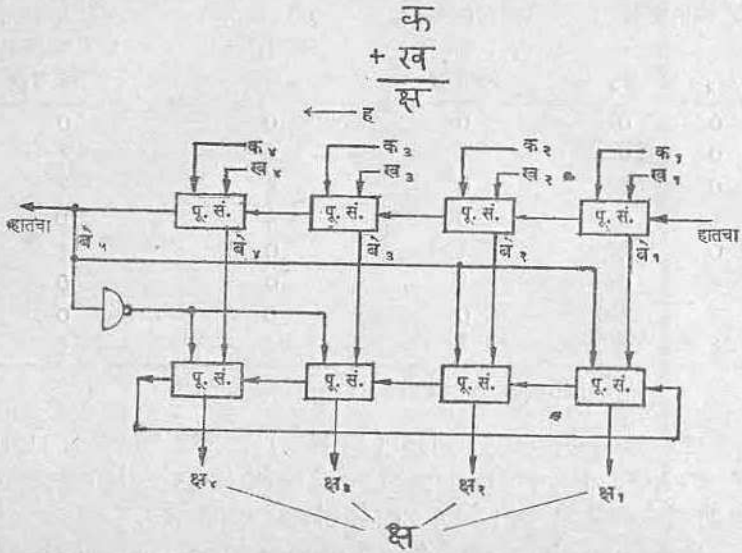 क
+ ख
क्ष
← ह
क४ क३ क२ क१
ख४ ख३ ख२ ख१
पू. सं. पू. सं. पू. सं. पू. सं.
हातचा हातचा
बे'५ बे'४ बे'३ बे'२ बे'१
पू. सं. पू. सं. पू. सं. पू. सं.
क्ष४ क्ष३ क्ष२ क्ष१
क्ष